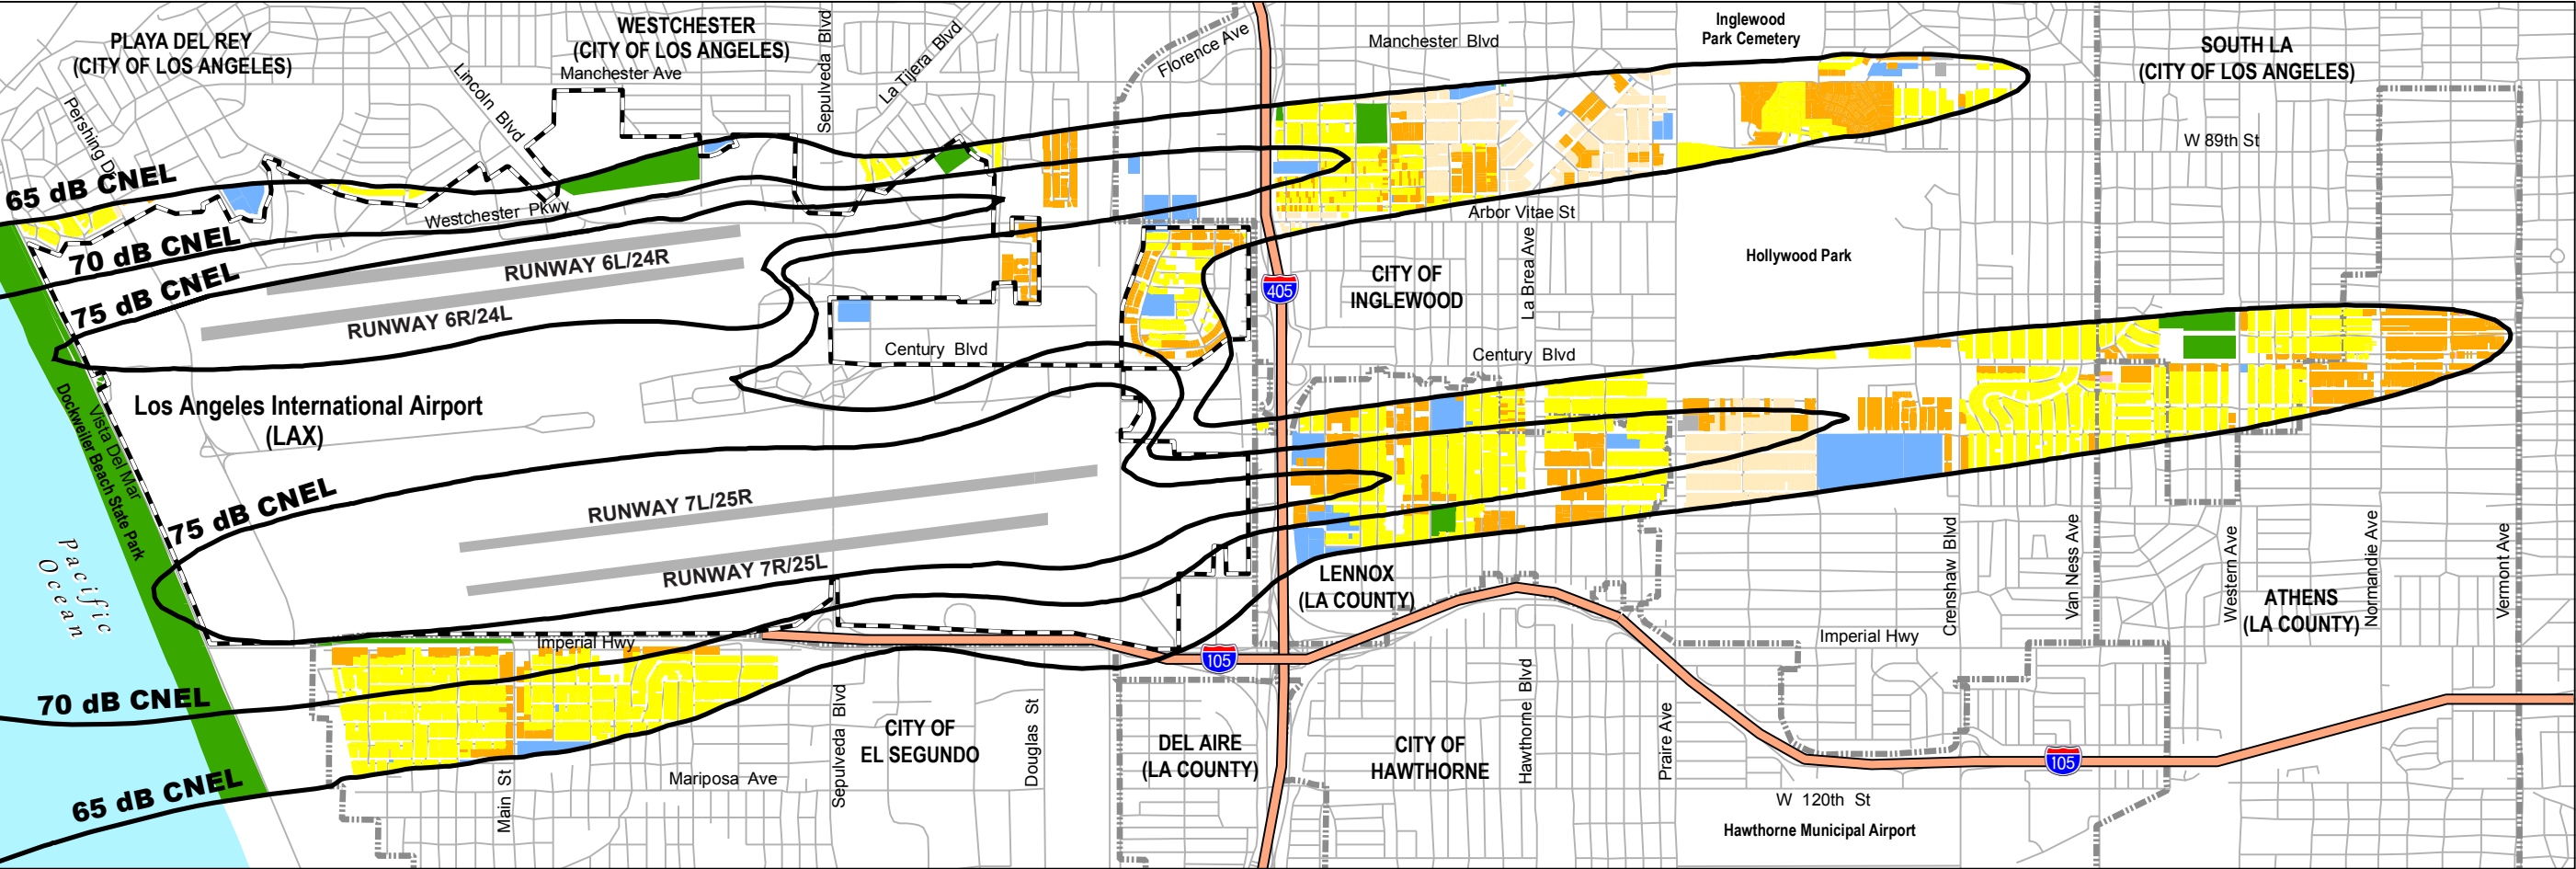 PLAYA DEL REY
(CITY OF LOS ANGELES)
WESTCHESTER
(CITY OF LOS ANGELES)
Manchester Ave
Lincoln Blvd
Pershing Dr
Sepulveda Blvd
La Tijera Blvd
Florence Ave
Manchester Blvd
Inglewood
Park Cemetery
SOUTH LA
(CITY OF LOS ANGELES)
W 89th St
65 dB CNEL
70 dB CNEL
75 dB CNEL
Westchester Pkwy
RUNWAY 6L/24R
RUNWAY 6R/24L
Arbor Vitae St
La Brea Ave
Hollywood Park
CITY OF
INGLEWOOD
405
Century Blvd
Century Blvd
Los Angeles International Airport
(LAX)
Vista Del Mar
Dockweiler Beach State Park
Pacific
Ocean
75 dB CNEL
RUNWAY 7L/25R
RUNWAY 7R/25L
LENNOX
(LA COUNTY)
Imperial Hwy
105
Imperial Hwy
Crenshaw Blvd
Van Ness Ave
Western Ave
Normandie Ave
Vermont Ave
ATHENS
(LA COUNTY)
70 dB CNEL
65 dB CNEL
Main St
Mariposa Ave
Sepulveda Blvd
CITY OF
EL SEGUNDO
Douglas St
DEL AIRE
(LA COUNTY)
CITY OF
HAWTHORNE
Hawthorne Blvd
Prairie Ave
105
W 120th St
Hawthorne Municipal Airport